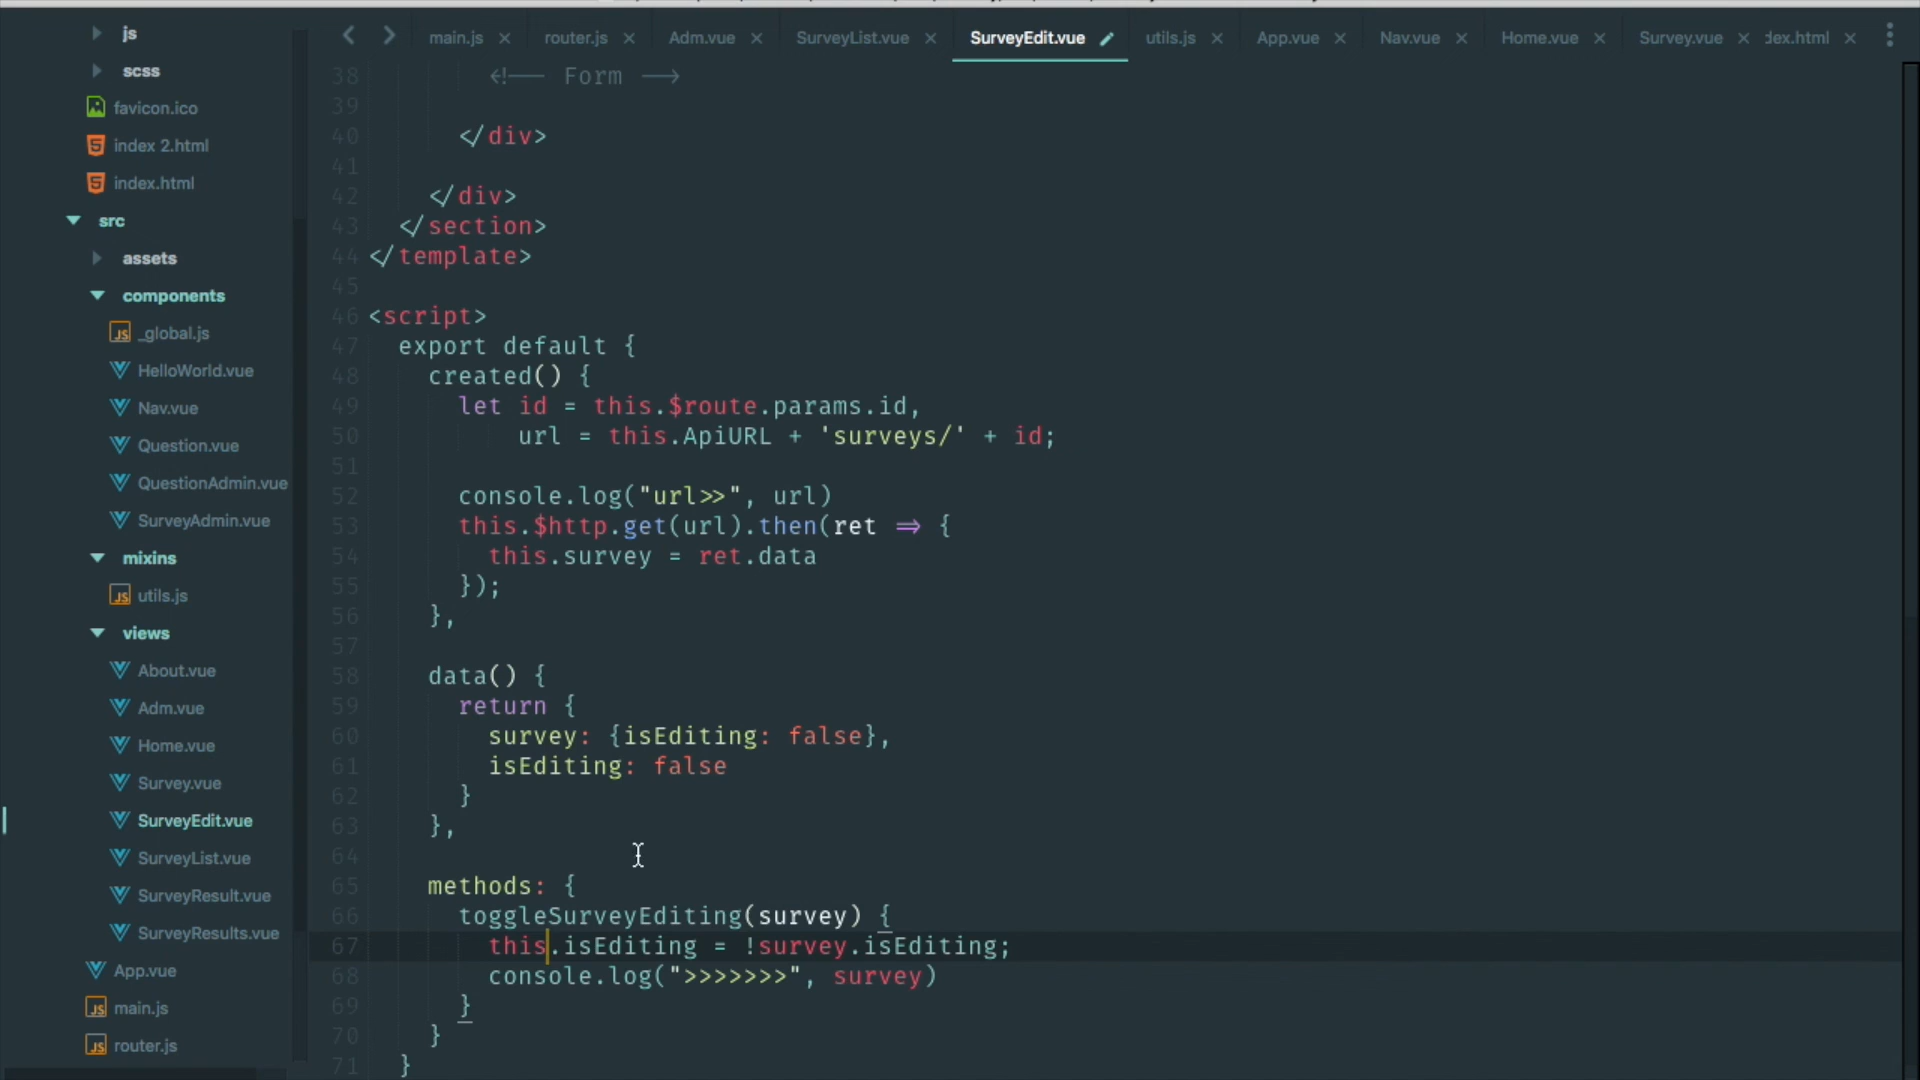 js
scss
favicon.ico
index 2.html
index.html
src
assets
components
_global.js
HelloWorld.vue
Nav.vue
Question.vue
QuestionAdmin.vue
SurveyAdmin.vue
mixins
utils.js
views
About.vue
Adm.vue
Home.vue
Survey.vue
SurveyEdit.vue
SurveyList.vue
SurveyResult.vue
SurveyResults.vue
App.vue
main.js
router.js
main.js × router.js × Adm.vue × SurveyList.vue × SurveyEdit.vue utils.js × App.vue × Nav.vue × Home.vue × Survey.vue × dex.html ×
38 <!-- Form -->
39
40 </div>
41
42 </div>
43 </section>
44 </template>
45
46 <script>
47 export default {
48 created() {
49 let id = this.$route.params.id,
50 url = this.ApiURL + 'surveys/' + id;
51
52 console.log("url>>", url)
53 this.$http.get(url).then(ret => {
54 this.survey = ret.data
55 });
56 },
57
58 data() {
59 return {
60 survey: {isEditing: false},
61 isEditing: false
62 }
63 },
64
65 methods: {
66 toggleSurveyEditing(survey) {
67 this.isEditing = !survey.isEditing;
68 console.log(">>>>>>>", survey)
69 }
70 }
71 }